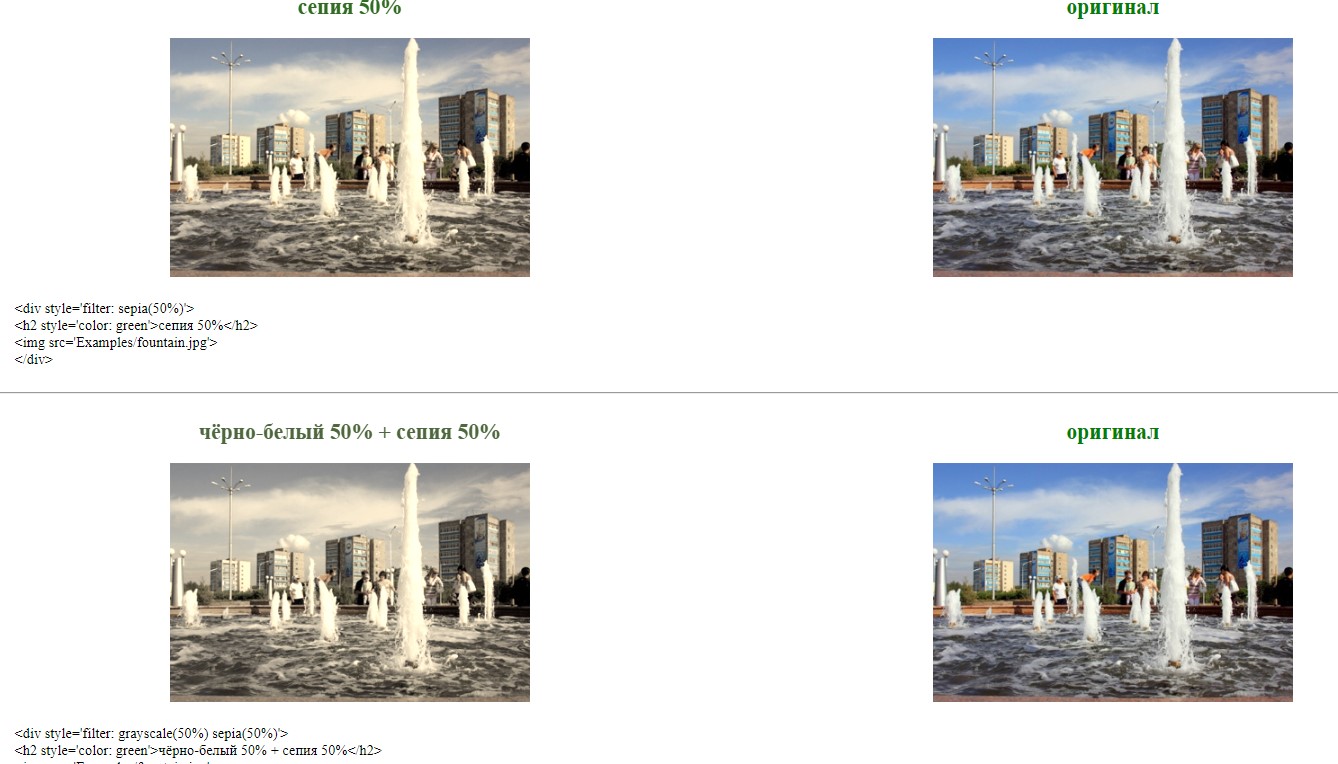 сепия 50%
оригинал
<div style='filter: sepia(50%)'>
<h2 style='color: green'>сепия 50%</h2>
<img src='Examples/fountain.jpg'>
</div>
чёрно-белый 50% + сепия 50%
оригинал
<div style='filter: grayscale(50%) sepia(50%)'>
<h2 style='color: green'>чёрно-белый 50% + сепия 50%</h2>